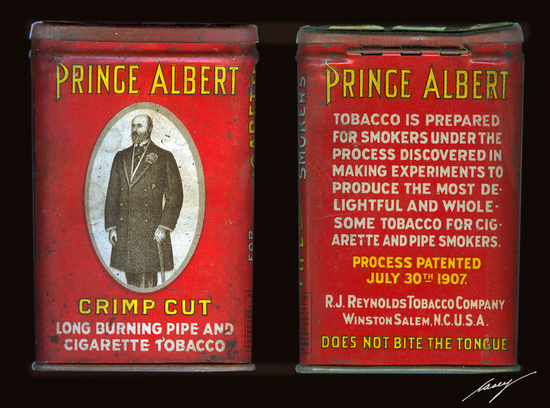 PRINCE ALBERT
CRIMP CUT
LONG BURNING PIPE AND
CIGARETTE TOBACCO
SMOKERS
PRINCE ALBERT
TOBACCO IS PREPARED
FOR SMOKERS UNDER THE
PROCESS DISCOVERED IN
MAKING EXPERIMENTS TO
PRODUCE THE MOST DE-
LIGHTFUL AND WHOLE-
SOME TOBACCO FOR CIG-
ARETTE AND PIPE SMOKERS.
PROCESS PATENTED
JULY 30TH 1907.
R.J. REYNOLDS TOBACCO COMPANY
WINSTON SALEM, N.C. U.S.A.
DOES NOT BITE THE TONGUE
Casey